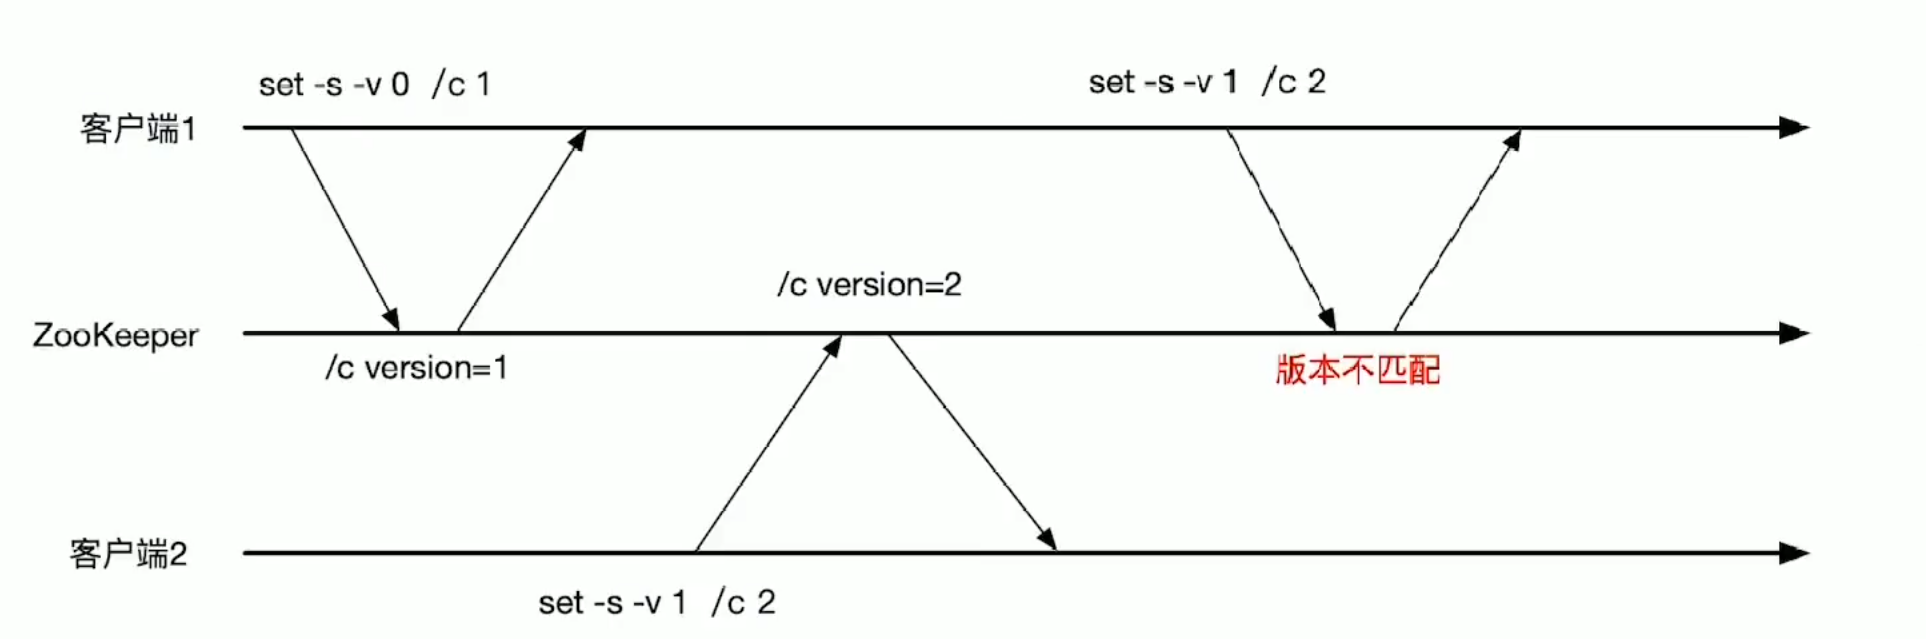 set -s -v 0 /c 1
set -s -v 1 /c 2
客户端1
/c version=2
ZooKeeper
/c version=1
版本不匹配
客户端2
set -s -v 1 /c 2